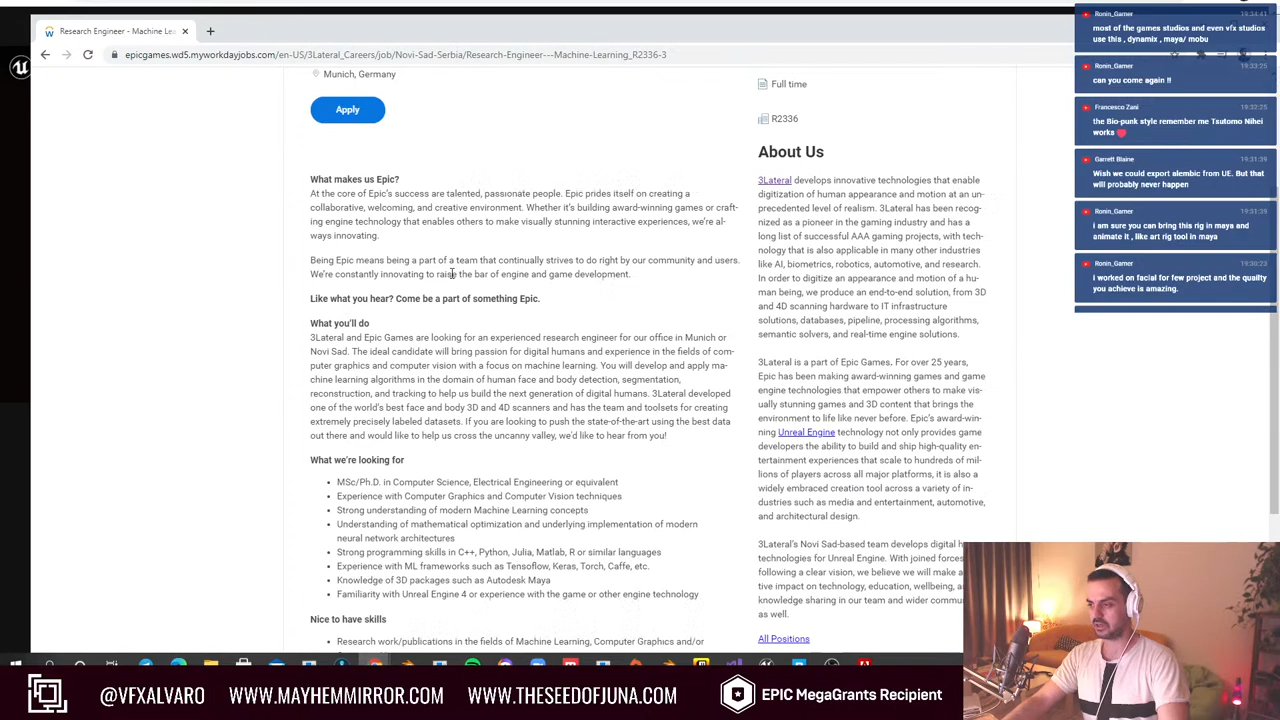 Research Engineer - Machine Le
epicgames.wd5.myworkdayjobs.com/en-US/3Lateral_Careers/job/Novi-Sad-Serbia/Research-Engineer---Machine-Learning_R2336-3
Munich, Germany
Apply
What makes us Epic?
At the core of Epic's success are talented, passionate people. Epic prides itself on creating a
collaborative, welcoming, and creative environment. Whether it's building award-winning games or craft-
ing engine technology that enables others to make visually stunning interactive experiences, we're al-
ways innovating.
Being Epic means being a part of a team that continually strives to do right by our community and users.
We're constantly innovating to raise the bar of engine and game development.
Like what you hear? Come be a part of something Epic.
What you'll do
3Lateral and Epic Games are looking for an experienced research engineer for our office in Munich or
Novi Sad. The ideal candidate will bring passion for digital humans and experience in the fields of com-
puter graphics and computer vision with a focus on machine learning. You will develop and apply ma-
chine learning algorithms in the domain of human face and body detection, segmentation,
reconstruction, and tracking to help us build the next generation of digital humans. 3Lateral developed
one of the world's best face and body 3D and 4D scanners and has the team and toolsets for creating
extremely precisely labeled datasets. If you are looking to push the state-of-the-art using the best data
out there and would like to help us cross the uncanny valley, we'd like to hear from you!
What we're looking for
• MSc/Ph.D. in Computer Science, Electrical Engineering or equivalent
• Experience with Computer Graphics and Computer Vision techniques
• Strong understanding of modern Machine Learning concepts
• Understanding of mathematical optimization and underlying implementation of modern
neural network architectures
• Strong programming skills in C++, Python, Julia, Matlab, R or similar languages
• Experience with ML frameworks such as Tensoflow, Keras, Torch, Caffe, etc.
• Knowledge of 3D packages such as Autodesk Maya
• Familiarity with Unreal Engine 4 or experience with the game or other engine technology
Nice to have skills
• Research work/publications in the fields of Machine Learning, Computer Graphics and/or
Full time
R2336
About Us
3Lateral develops innovative technologies that enable
digitization of human appearance and motion at an un-
precedented level of realism. 3Lateral has been recog-
nized as a pioneer in the gaming industry and has a
long list of successful AAA gaming projects, with tech-
nology that is also applicable in many other industries
like AI, biometrics, robotics, automotive, and research.
In order to digitize an appearance and motion of a hu-
man being, we produce an end-to-end solution, from 3D
and 4D scanning hardware to IT infrastructure
solutions, databases, pipeline, processing algorithms,
semantic solvers, and real-time engine solutions.
3Lateral is a part of Epic Games. For over 25 years,
Epic has been making award-winning games and game
engine technologies that empower others to make vis-
ually stunning games and 3D content that brings the
environment to life like never before. Epic's award-win-
ning Unreal Engine technology not only provides game
developers the ability to build and ship high-quality en-
tertainment experiences that scale to hundreds of mil-
lions of players across all major platforms, it is also a
widely embraced creation tool across a variety of in-
dustries such as media and entertainment, automotive,
and architectural design.
3Lateral's Novi Sad-based team develops digital h
technologies for Unreal Engine. With joined forces
following a clear vision, we believe we will make a
tive impact on technology, education, wellbeing, a
knowledge sharing in our team and wider commu
as well.
All Positions
Ronin_Gamer 19:34:41
most of the games studios and even vfx studios
use this , dynamix , maya/ mobu
Ronin_Gamer 19:33:25
can you come again !!
Francesco Zani 19:32:25
the Bio-punk style remember me Tsutomo Nihei
works
Garrett Blaine 19:31:39
Wish we could export alembic from UE. But that
will probably never happen
Ronin_Gamer 19:31:35
i am sure you can bring this rig in maya and
animate it , like art rig tool in maya
Ronin_Gamer 19:30:23
i worked on facial for few project and the quality
you achieve is amazing.
@VFXALVARO
WWW.MAYHEMMIRROR.COM
WWW.THESEEDOFJUNA.COM
EPIC MegaGrants Recipient